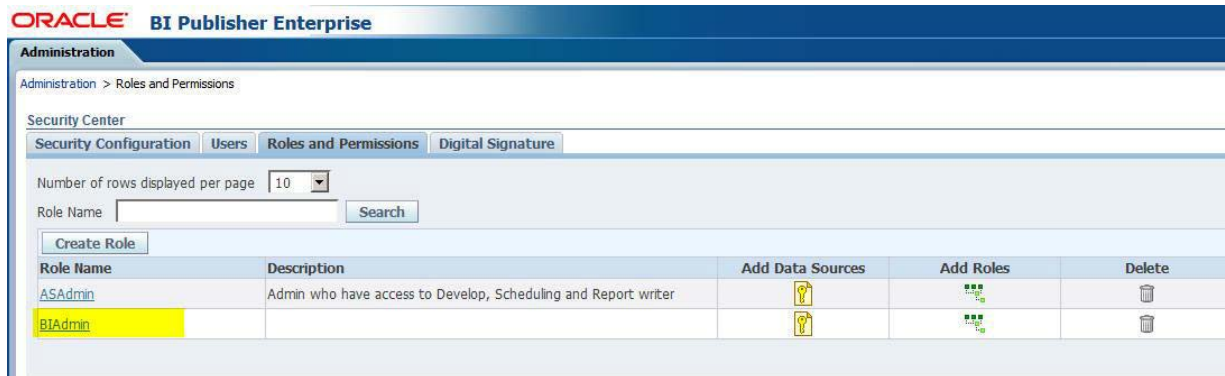 ORACLE BI Publisher Enterprise
Administration
Administration > Roles and Permissions
Security Center
Security Configuration Users Roles and Permissions Digital Signature
Number of rows displayed per page 10
Role Name Search
Create Role
Role Name Description Add Data Sources Add Roles Delete
ASAdmin Admin who have access to Develop, Scheduling and Report writer
BIAdmin